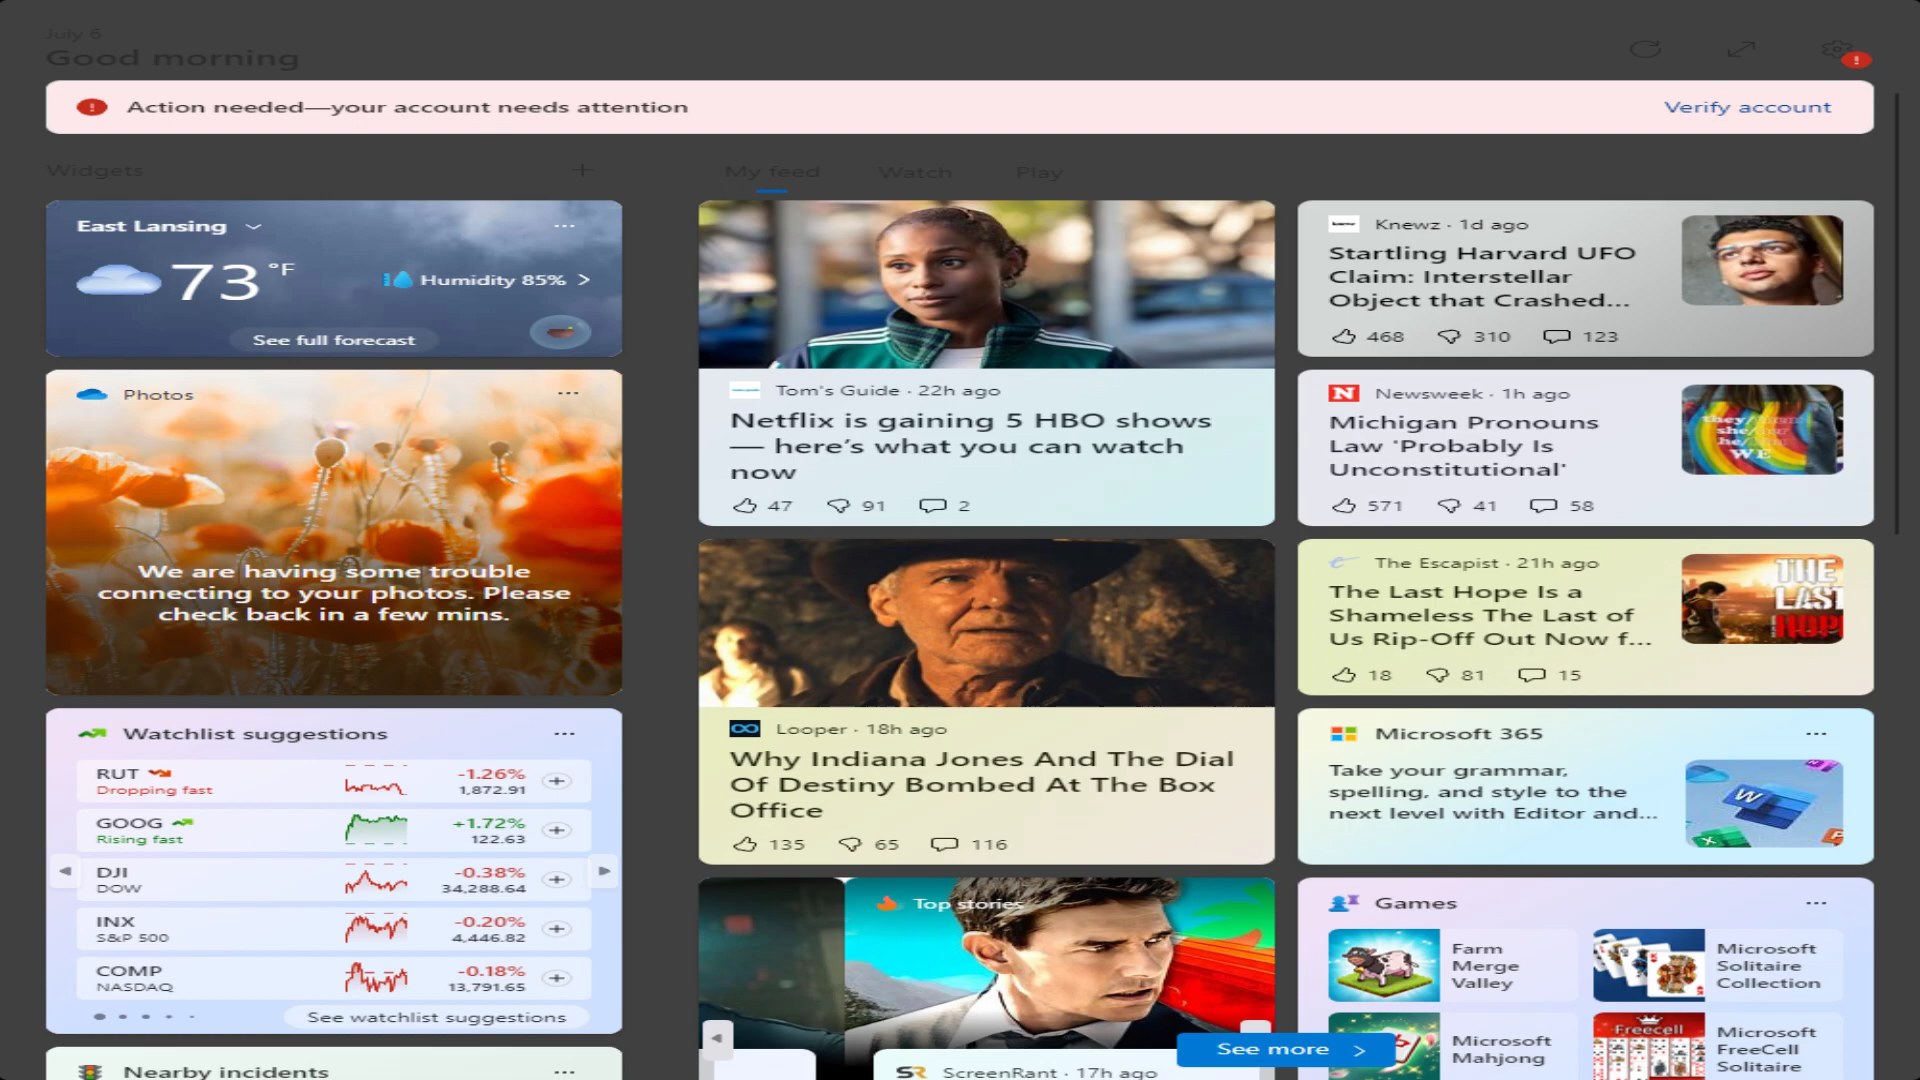 July 6
Good morning
Action needed—your account needs attention
Verify account
Widgets
My feed
Watch
Play
East Lansing
73 °F
Humidity 85%
See full forecast
Photos
We are having some trouble
connecting to your photos. Please
check back in a few mins.
Watchlist suggestions
RUT
-1.26%
Dropping fast
1,872.91
GOOG
+1.72%
Rising fast
122.63
DJI
-0.38%
DOW
34,288.64
INX
-0.20%
S&P 500
4,446.82
COMP
-0.18%
NASDAQ
13,791.65
See watchlist suggestions
Nearby incidents
Tom's Guide · 22h ago
Netflix is gaining 5 HBO shows
— here’s what you can watch
now
47
91
2
Looper · 18h ago
Why Indiana Jones And The Dial
Of Destiny Bombed At The Box
Office
135
65
116
Top stories
SR ScreenRant · 17h ago
See more
Knewz · 1d ago
Startling Harvard UFO
Claim: Interstellar
Object that Crashed...
468
310
123
N Newsweek · 1h ago
Michigan Pronouns
Law 'Probably Is
Unconstitutional'
they/
she/
he/
WE
571
41
58
The Escapist · 21h ago
The Last Hope Is a
Shameless The Last of
Us Rip-Off Out Now f...
THE
LAST
HOP
18
81
15
Microsoft 365
Take your grammar,
spelling, and style to the
next level with Editor and...
W
N
X
P
Games
Farm
Merge
Valley
Microsoft
Solitaire
Collection
Microsoft
Mahjong
Freecell
Microsoft
FreeCell
Solitaire